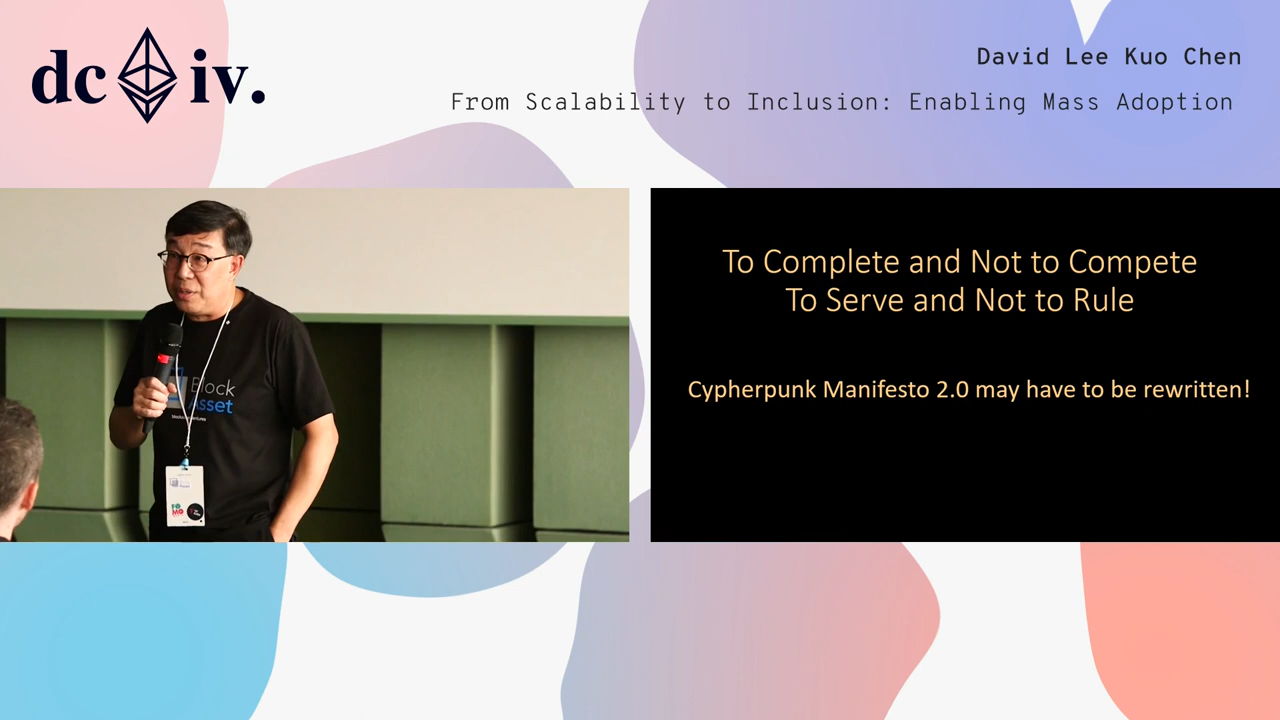 dc iv.
David Lee Kuo Chen
From Scalability to Inclusion: Enabling Mass Adoption
To Complete and Not to Compete
To Serve and Not to Rule
Cypherpunk Manifesto 2.0 may have to be rewritten!
Block
Asset